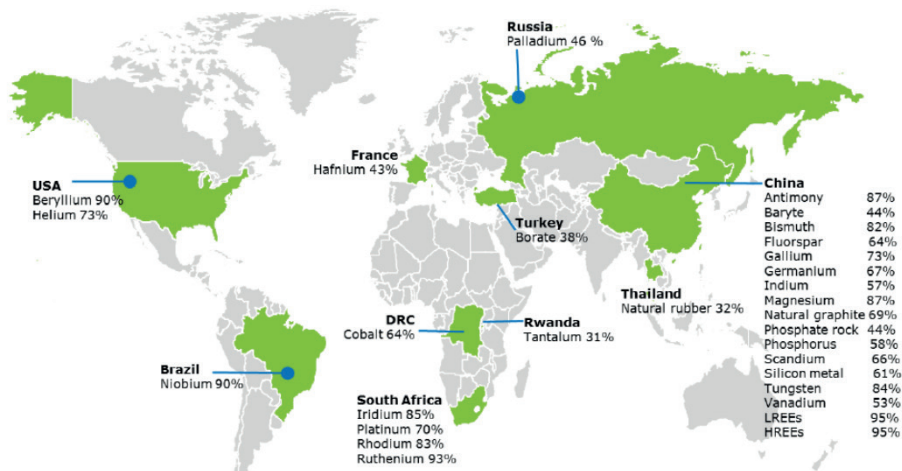 Russia
Palladium 46 %
France
Hafnium 43%
USA
Beryllium 90%
Helium 73%
China
Antimony 87%
Baryte 44%
Bismuth 82%
Fluorspar 64%
Gallium 73%
Germanium 67%
Indium 57%
Magnesium 87%
Natural graphite 69%
Phosphate rock 44%
Phosphorus 58%
Scandium 66%
Silicon metal 61%
Tungsten 84%
Vanadium 53%
LREEs 95%
HREEs 95%
Turkey
Borate 38%
Thailand
Natural rubber 32%
DRC
Cobalt 64%
Rwanda
Tantalum 31%
Brazil
Niobium 90%
South Africa
Iridium 85%
Platinum 70%
Rhodium 83%
Ruthenium 93%